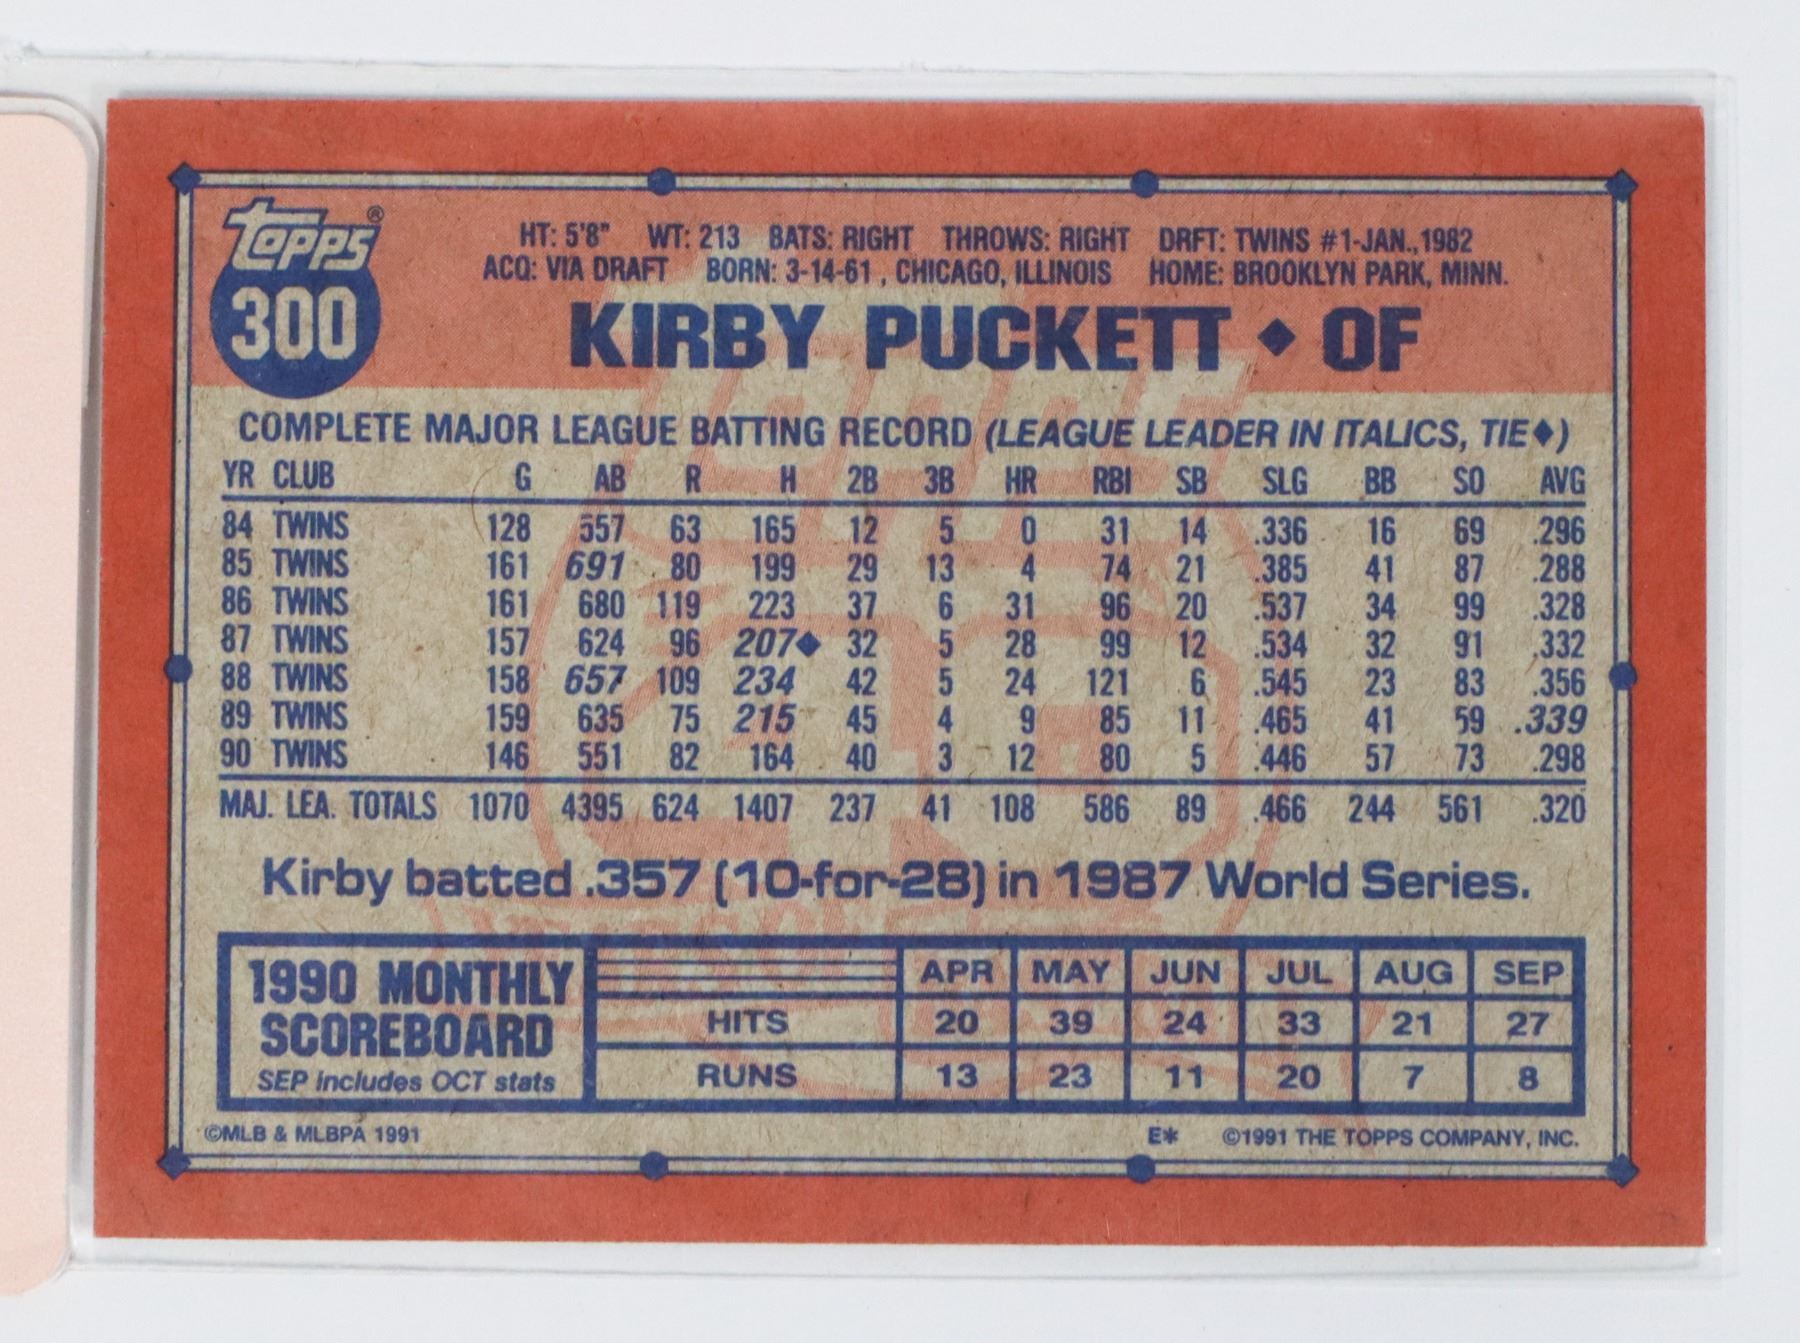 topps®
300
HT: 5'8" WT: 213 BATS: RIGHT THROWS: RIGHT DRFT: TWINS #1-JAN., 1982
ACQ: VIA DRAFT BORN: 3-14-61 , CHICAGO, ILLINOIS HOME: BROOKLYN PARK, MINN.
KIRBY PUCKETT ♦ OF
COMPLETE MAJOR LEAGUE BATTING RECORD (LEAGUE LEADER IN ITALICS, TIE♦)
YR CLUB G AB R H 2B 3B HR RBI SB SLG BB SO AVG
84 TWINS 128 557 63 165 12 5 0 31 14 .336 16 69 .296
85 TWINS 161 691 80 199 29 13 4 74 21 .385 41 87 .288
86 TWINS 161 680 119 223 37 6 31 96 20 .537 34 99 .328
87 TWINS 157 624 96 207♦ 32 5 28 99 12 .534 32 91 .332
88 TWINS 158 657 109 234 42 5 24 121 6 .545 23 83 .356
89 TWINS 159 635 75 215 45 4 9 85 11 .465 41 59 .339
90 TWINS 146 551 82 164 40 3 12 80 5 .446 57 73 .298
MAJ. LEA. TOTALS 1070 4395 624 1407 237 41 108 586 89 .466 244 561 .320
Kirby batted .357 (10-for-28) in 1987 World Series.
1990 MONTHLY
SCOREBOARD
SEP includes OCT stats
APR MAY JUN JUL AUG SEP
HITS 20 39 24 33 21 27
RUNS 13 23 11 20 7 8
©MLB & MLBPA 1991 E* ©1991 THE TOPPS COMPANY, INC.